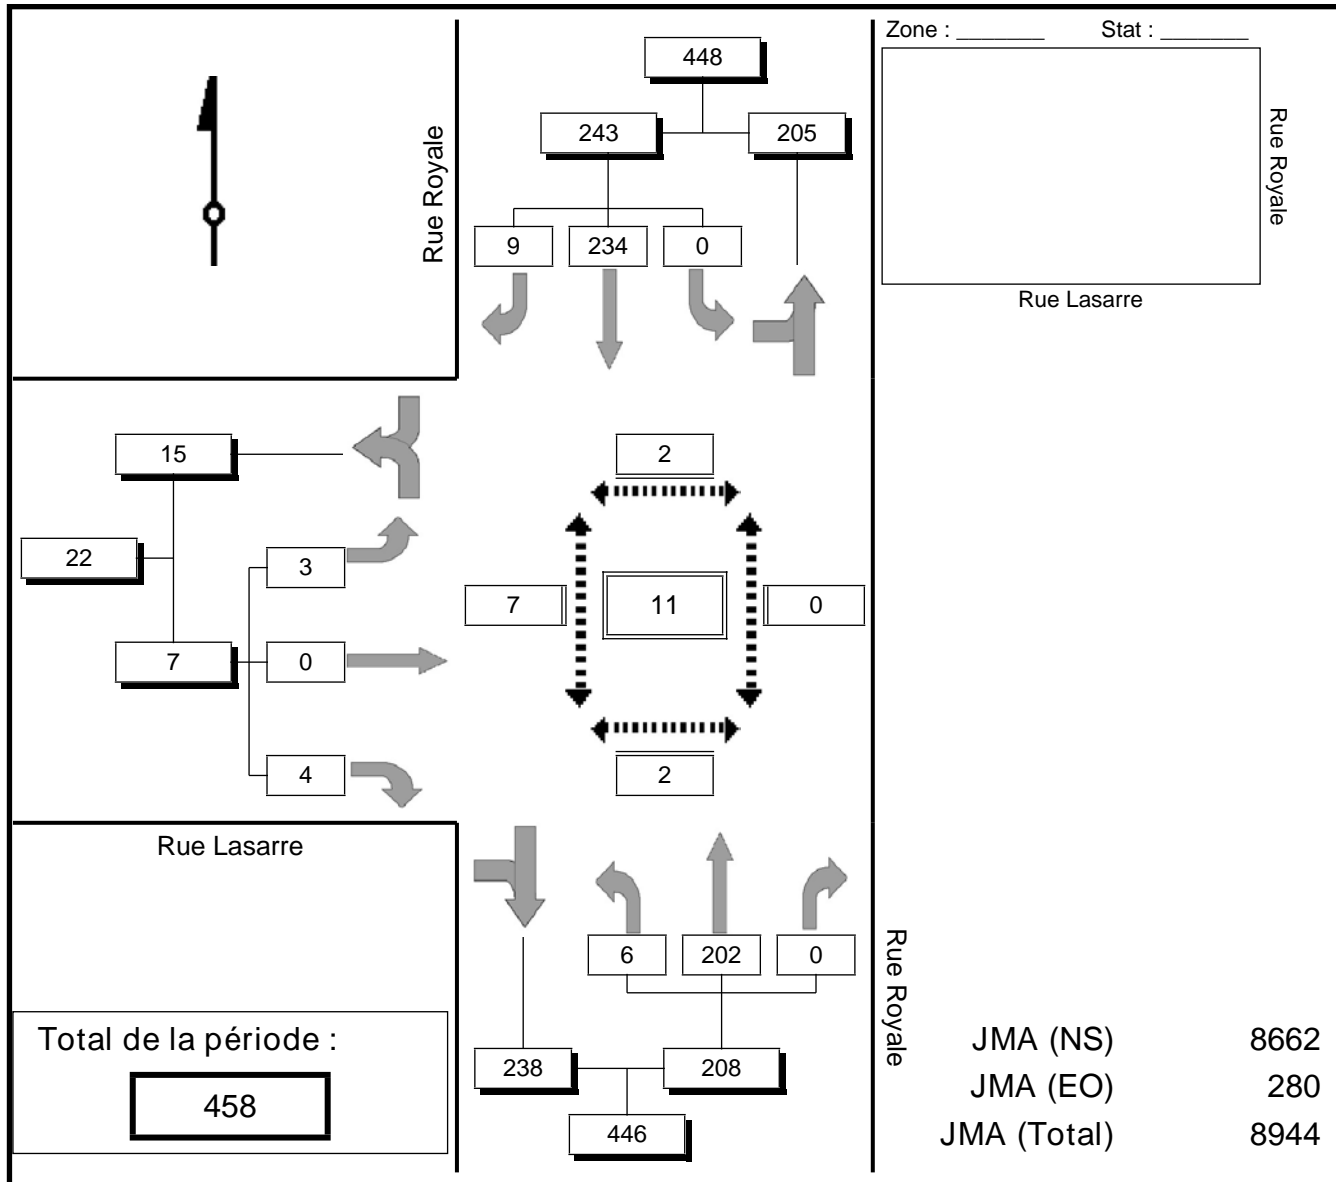 Zone : _______ Stat : _______
448
243 205
Rue Royale
Rue Royale
9 234 0
Rue Lasarre
15
2
22
3
7 11 0
7
0
4
2
Rue Lasarre
6 202 0
Rue Royale
Total de la période :
458
238 208
446
JMA (NS) 8662
JMA (EO) 280
JMA (Total) 8944